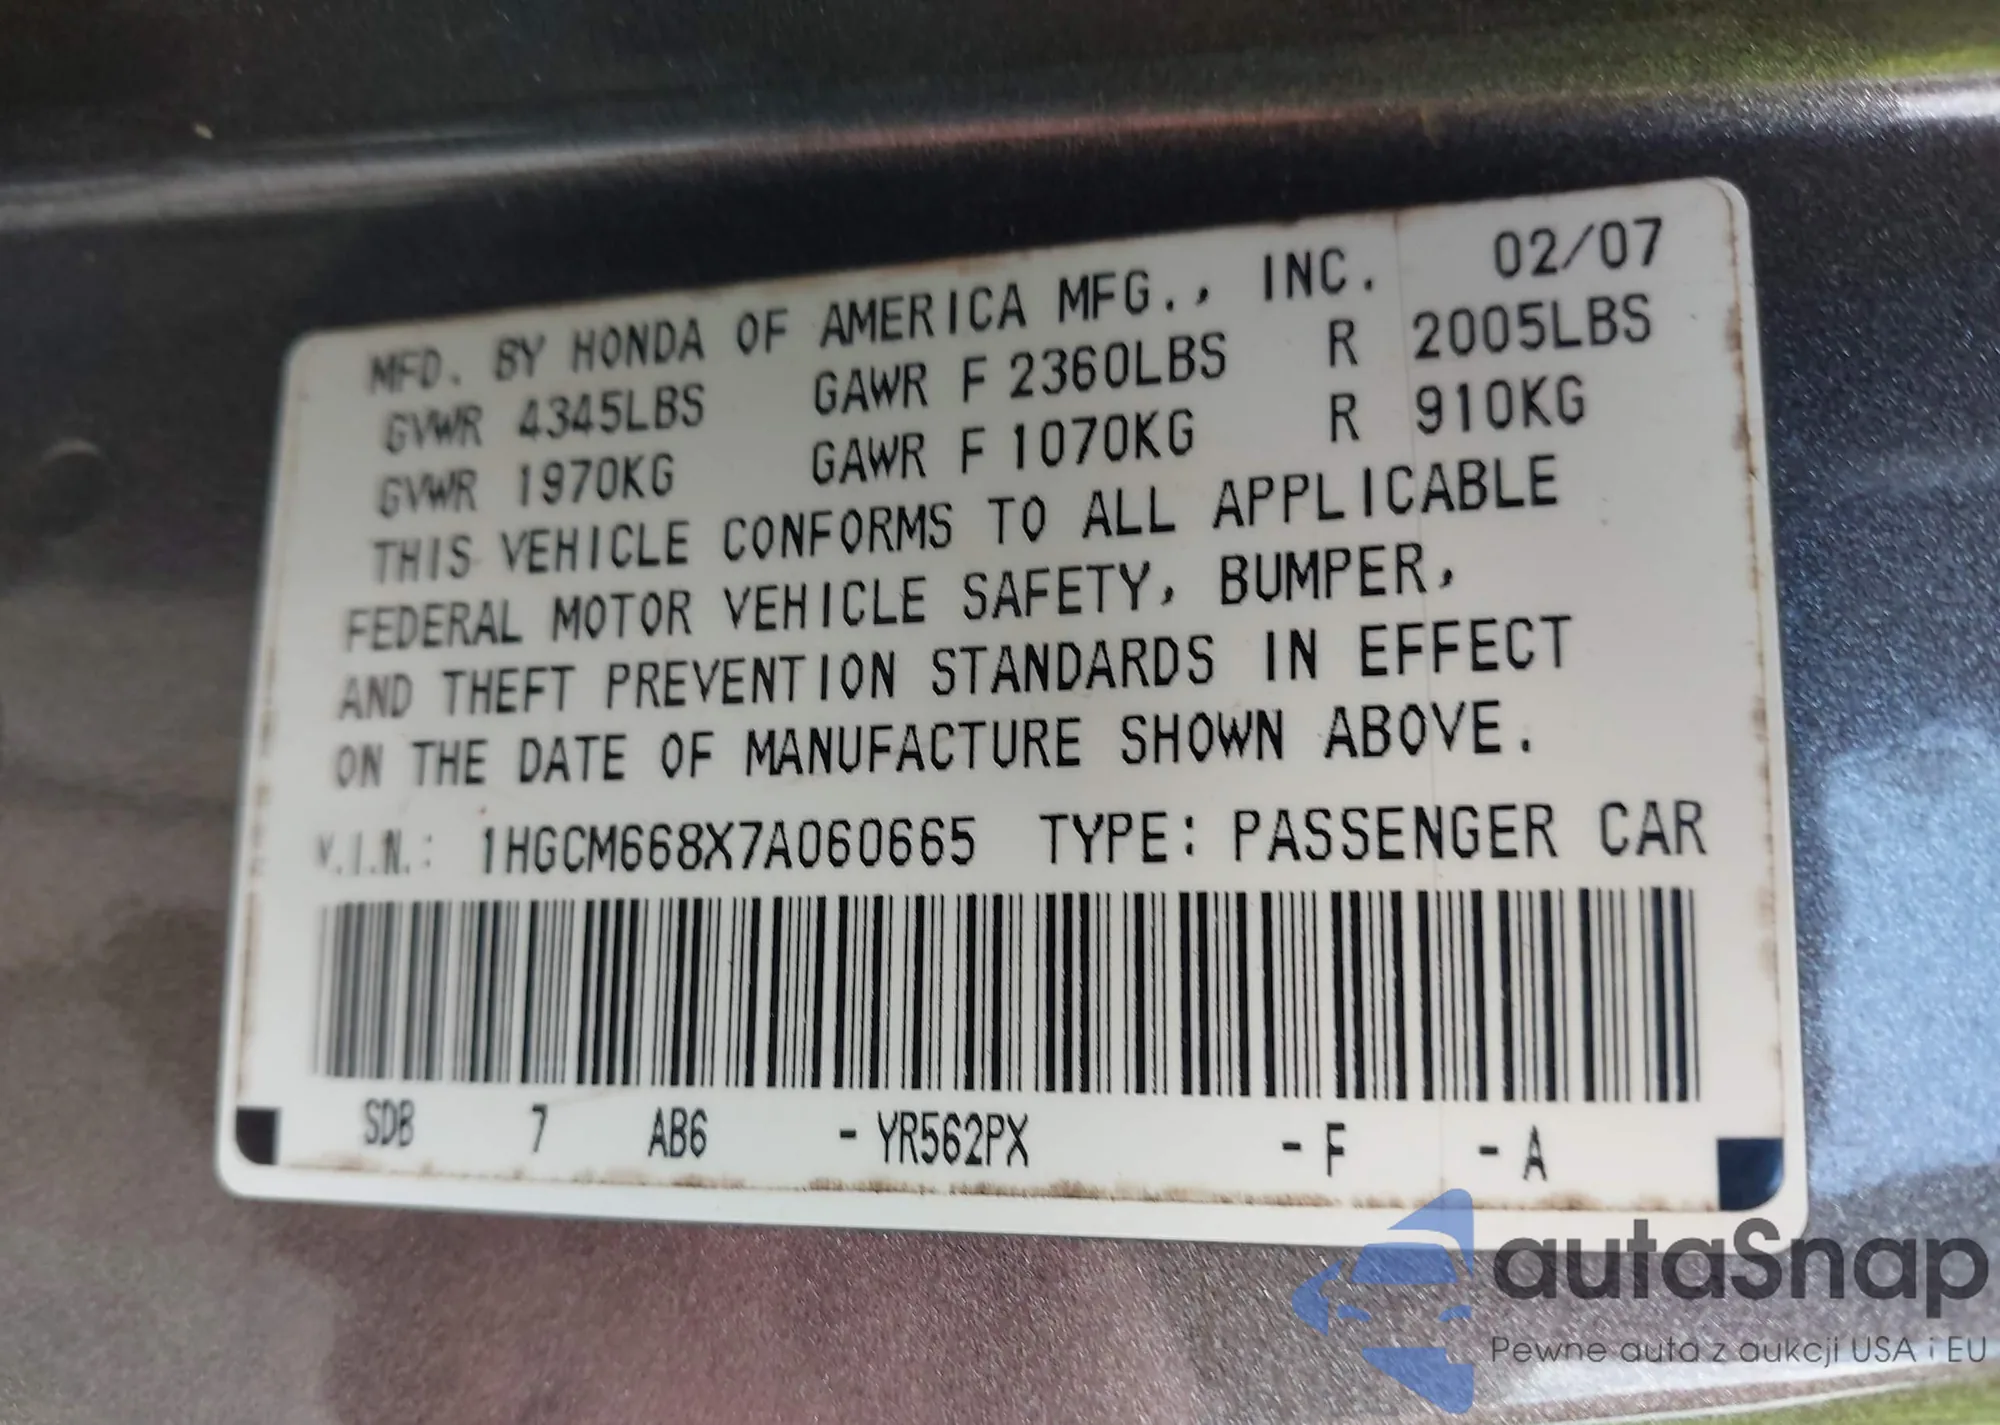 MFD. BY HONDA OF AMERICA MFG., INC. 02/07
GVWR 4345LBS GAWR F 2360LBS R 2005LBS
GVWR 1970KG GAWR F 1070KG R 910KG
THIS VEHICLE CONFORMS TO ALL APPLICABLE
FEDERAL MOTOR VEHICLE SAFETY, BUMPER,
AND THEFT PREVENTION STANDARDS IN EFFECT
ON THE DATE OF MANUFACTURE SHOWN ABOVE.
V.I.N.: 1HGCM668X7A060665 TYPE: PASSENGER CAR
SDB 7 AB6 - YR562PX - F - A
autaSnap
Pewne auta z aukcji USA i EU